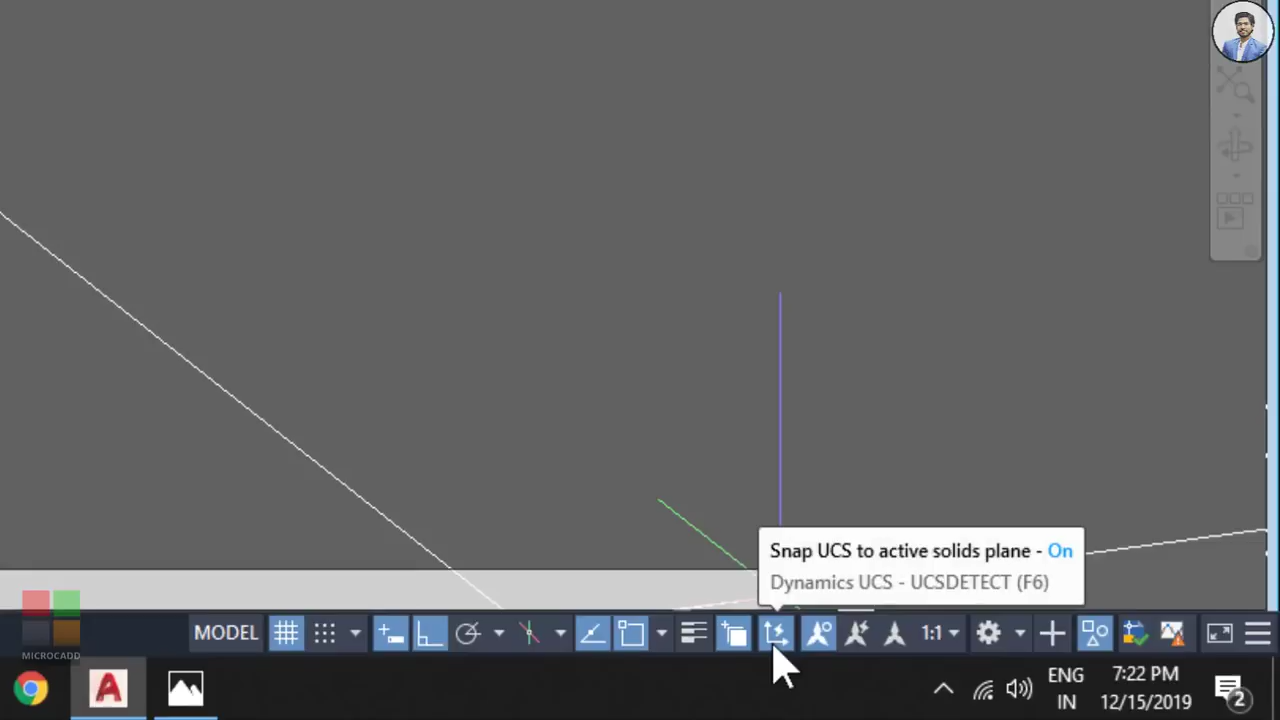 Snap UCS to active solids plane - On
Dynamics UCS - UCSDETECT (F6)
MODEL
1:1
MICROCADD
ENG
IN
7:22 PM
12/15/2019
2